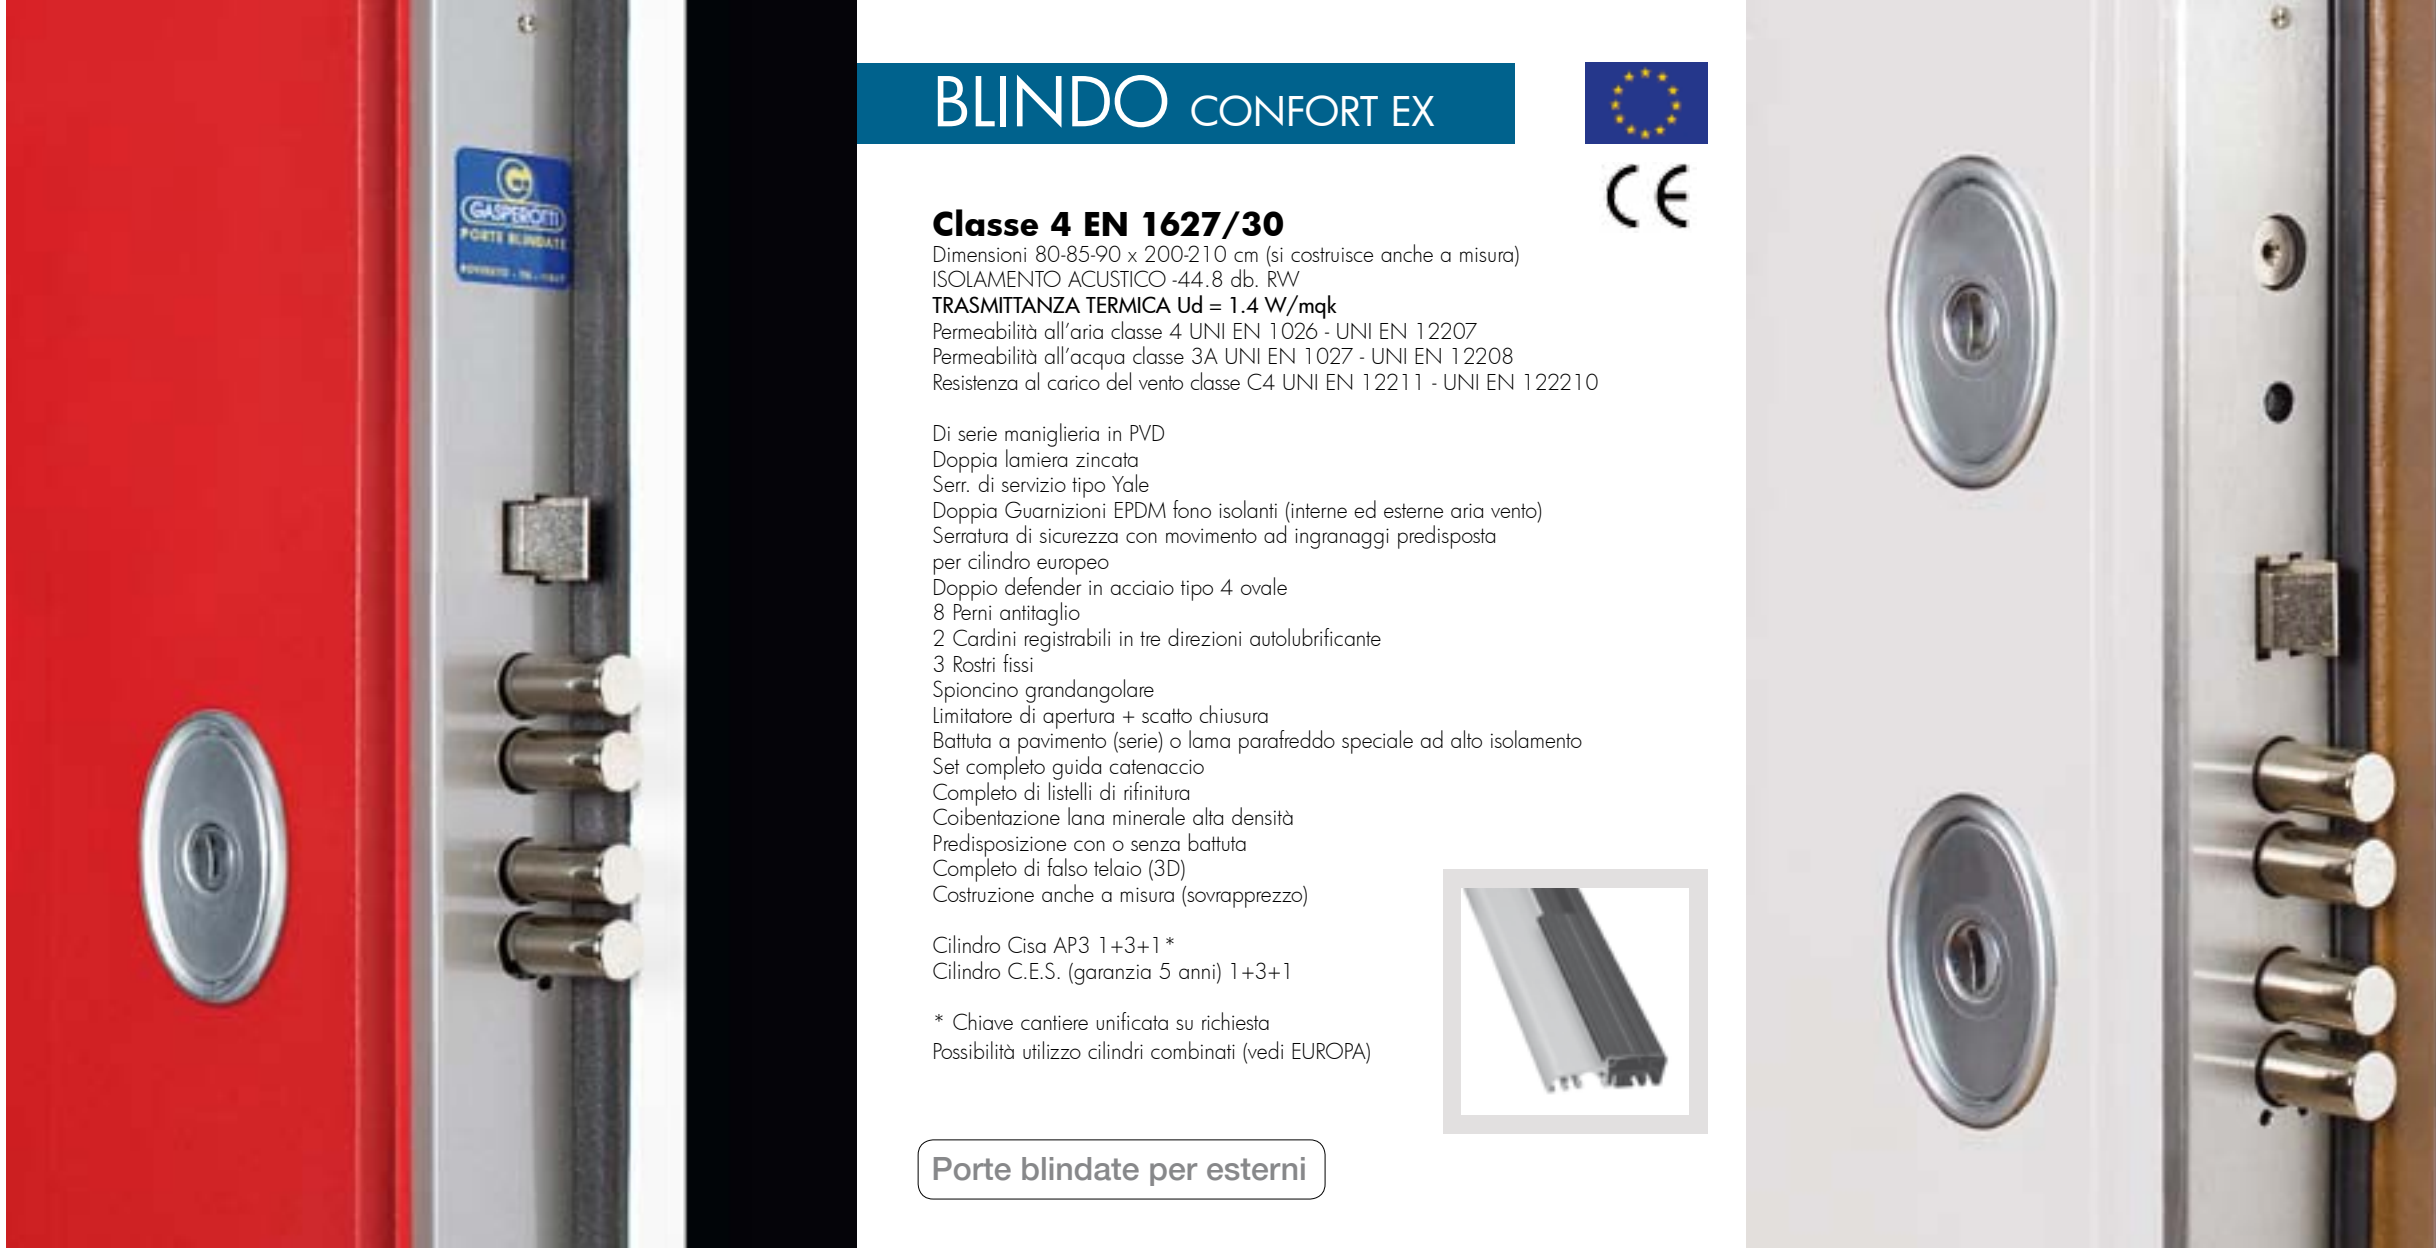 GASPEROTTI
PORTE BLINDATE
BLINDO CONFORT EX
CE
Classe 4 EN 1627/30
Dimensioni 80-85-90 x 200-210 cm (si costruisce anche a misura)
ISOLAMENTO ACUSTICO -44.8 db. RW
TRASMITTANZA TERMICA Ud = 1.4 W/mqk
Permeabilità all'aria classe 4 UNI EN 1026 - UNI EN 12207
Permeabilità all'acqua classe 3A UNI EN 1027 - UNI EN 12208
Resistenza al carico del vento classe C4 UNI EN 12211 - UNI EN 122210
Di serie maniglieria in PVD
Doppia lamiera zincata
Serr. di servizio tipo Yale
Doppia Guarnizioni EPDM fono isolanti (interne ed esterne aria vento)
Serratura di sicurezza con movimento ad ingranaggi predisposta
per cilindro europeo
Doppio defender in acciaio tipo 4 ovale
8 Perni antitaglio
2 Cardini registrabili in tre direzioni autolubrificante
3 Rostri fissi
Spioncino grandangolare
Limitatore di apertura + scatto chiusura
Battuta a pavimento (serie) o lama parafreddo speciale ad alto isolamento
Set completo guida catenaccio
Completo di listelli di rifinitura
Coibentazione lana minerale alta densità
Predisposizione con o senza battuta
Completo di falso telaio (3D)
Costruzione anche a misura (sovrapprezzo)
Cilindro Cisa AP3 1+3+1*
Cilindro C.E.S. (garanzia 5 anni) 1+3+1
* Chiave cantiere unificata su richiesta
Possibilità utilizzo cilindri combinati (vedi EUROPA)
Porte blindate per esterni